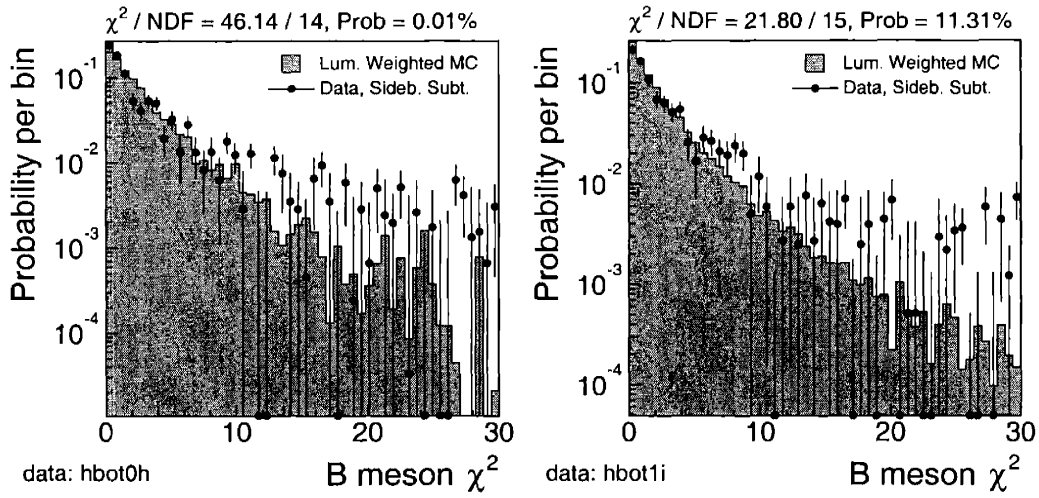 χ² / NDF = 46.14 / 14, Prob = 0.01%
Probability per bin
10⁻¹
10⁻²
10⁻³
10⁻⁴
Lum. Weighted MC
Data, Sideb. Subt.
0
10
20
30
data: hbot0h
B meson χ²
χ² / NDF = 21.80 / 15, Prob = 11.31%
Probability per bin
10⁻¹
10⁻²
10⁻³
10⁻⁴
Lum. Weighted MC
Data, Sideb. Subt.
0
10
20
30
data: hbot1i
B meson χ²